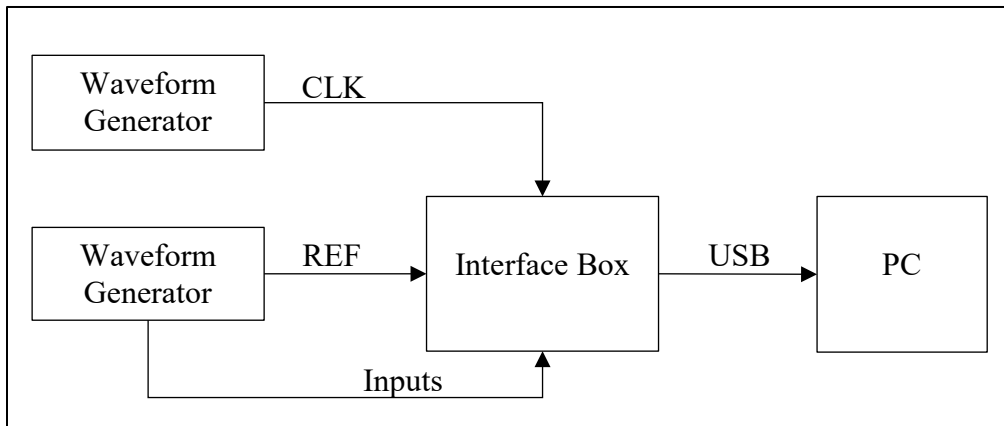 Waveform
Generator
CLK
Waveform
Generator
REF
Interface Box
USB
PC
Inputs